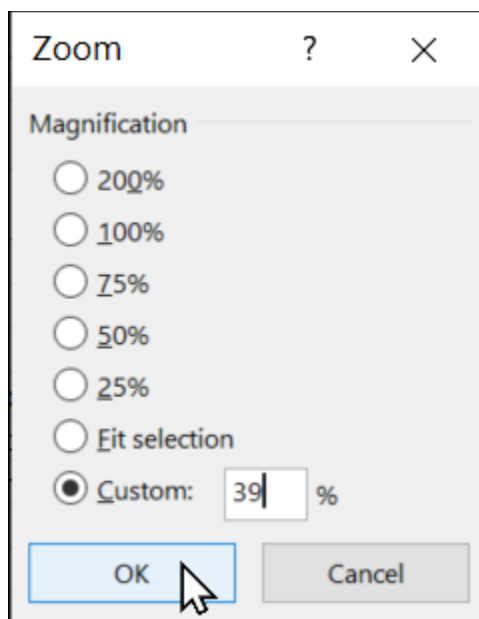 Zoom ?
Magnification
200%
100%
75%
50%
25%
Fit selection
Custom: 39 %
OK Cancel